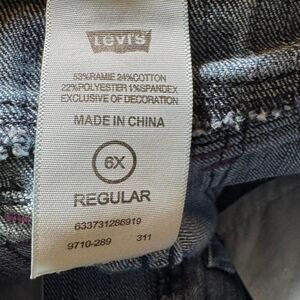 Levi's
53%RAMIE 24%COTTON
22%POLYESTER 1%SPANDEX
EXCLUSIVE OF DECORATION
MADE IN CHINA
6X
REGULAR
633731286919
9710-289 311